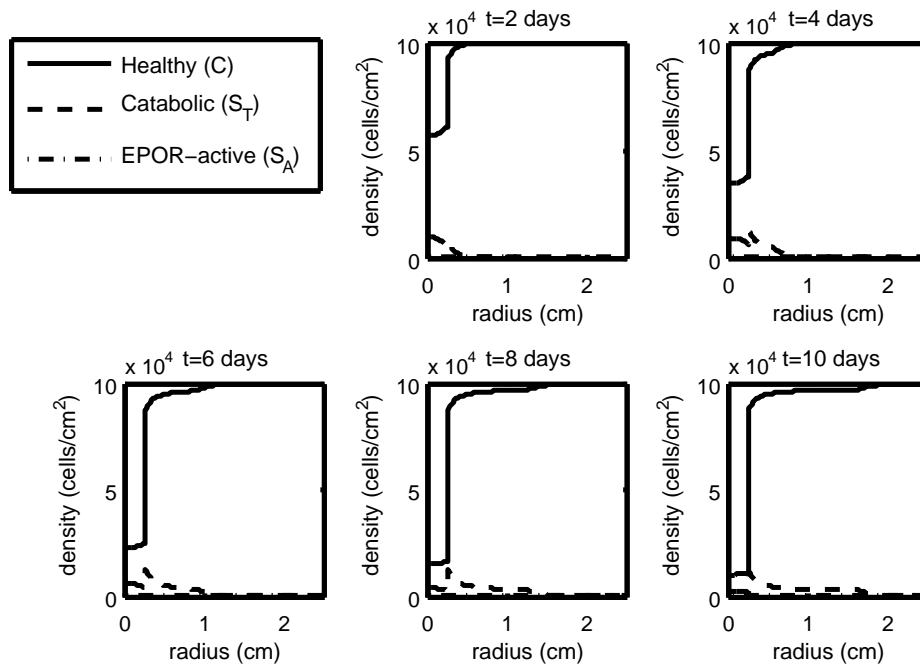 Healthy (C)
Catabolic (S_T)
EPOR−active (S_A)
x 10^4 t=2 days
density (cells/cm^2)
10
5
0
0 1 2
radius (cm)
x 10^4 t=4 days
density (cells/cm^2)
10
5
0
0 1 2
radius (cm)
x 10^4 t=6 days
density (cells/cm^2)
10
5
0
0 1 2
radius (cm)
x 10^4 t=8 days
density (cells/cm^2)
10
5
0
0 1 2
radius (cm)
x 10^4 t=10 days
density (cells/cm^2)
10
5
0
0 1 2
radius (cm)